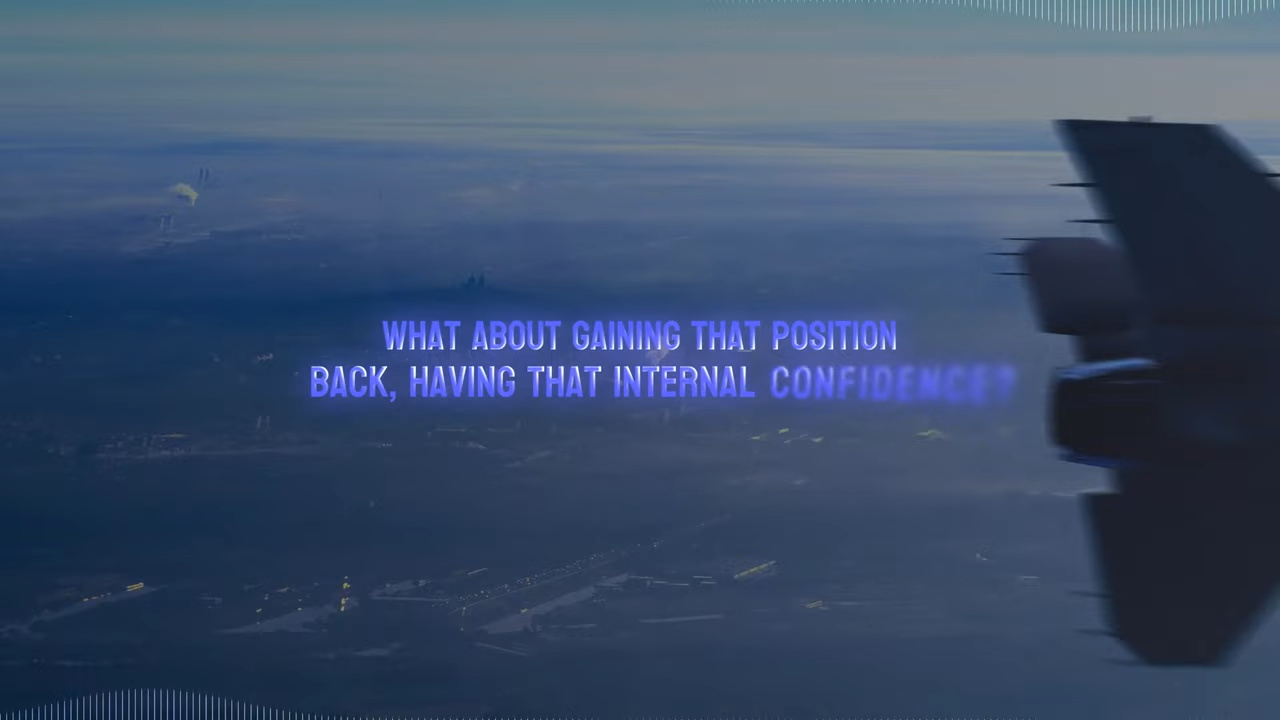 WHAT ABOUT GAINING THAT POSITION
BACK, HAVING THAT INTERNAL CONFIDENCE?